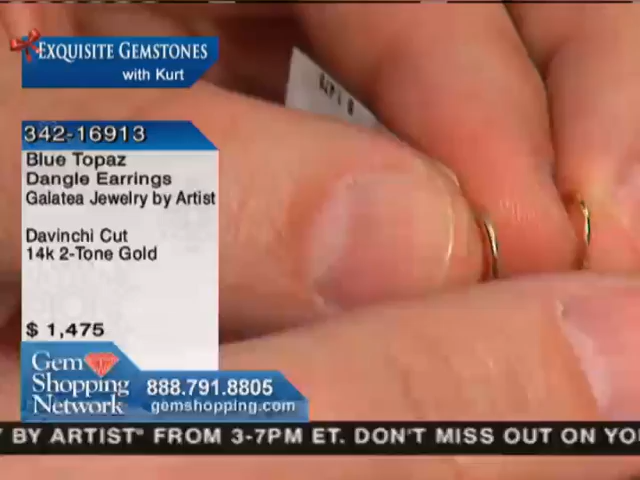 EXQUISITE GEMSTONES
with Kurt
342-16913
Blue Topaz
Dangle Earrings
Galatea Jewelry by Artist
Davinchi Cut
14k 2-Tone Gold
$ 1,475
Gem
Shopping
Network
888.791.8805
gemshopping.com
BY ARTIST" FROM 3-7PM ET. DON'T MISS OUT ON